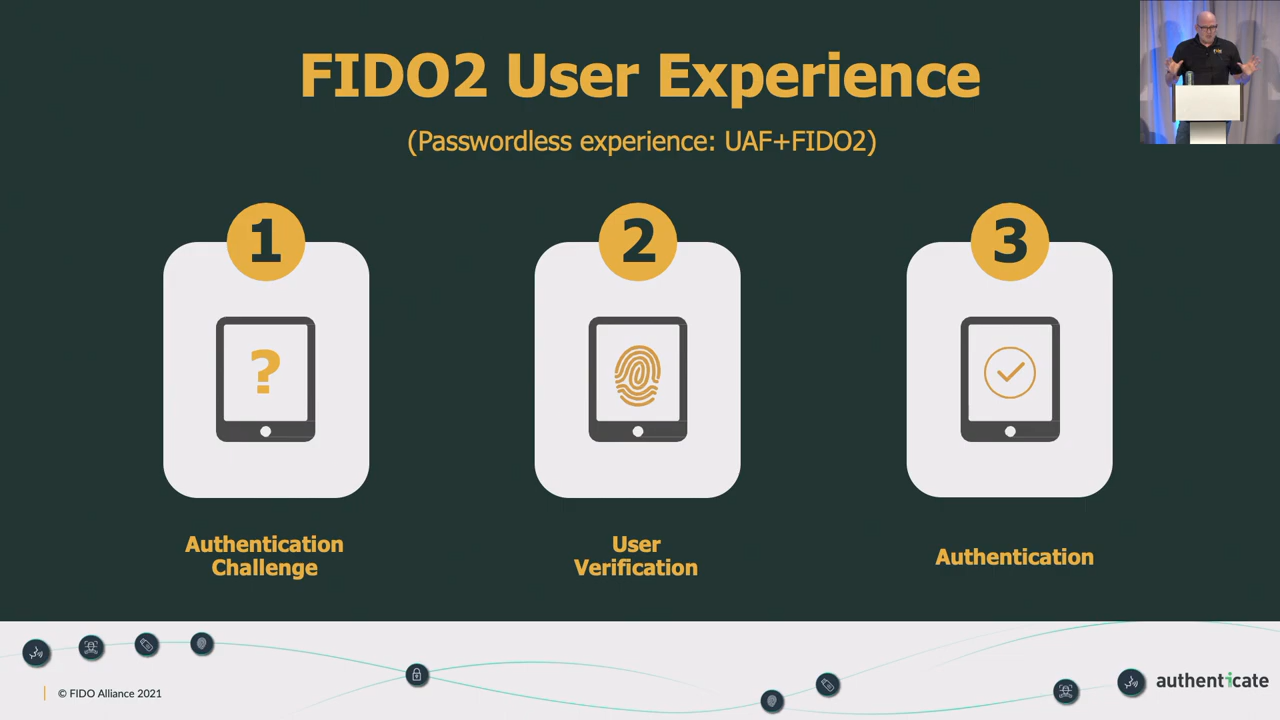 FIDO2 User Experience
(Passwordless experience: UAF+FIDO2)
1
2
3
?
Authentication
Challenge
User
Verification
Authentication
© FIDO Alliance 2021
authenticate